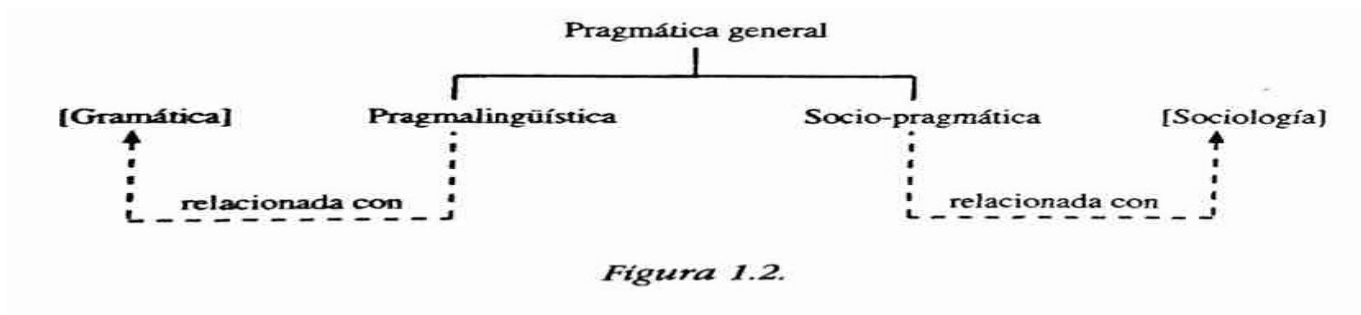 Pragmática general
[Gramática] Pragmalingüística Socio-pragmática [Sociología]
relacionada con relacionada con
Figura 1.2.